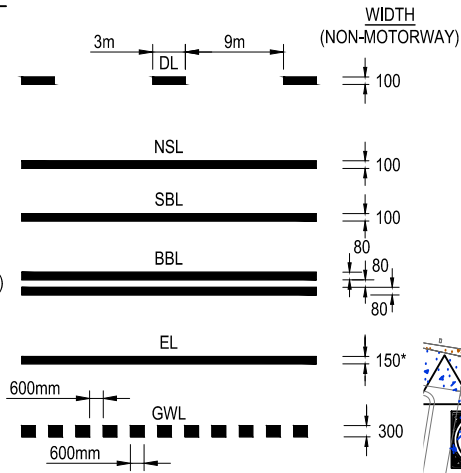 WIDTH
(NON-MOTORWAY)
3m 9m
DL
100
NSL
100
SBL
100
BBL
80
80
80
EL
150*
600mm
GWL
300
600mm
)